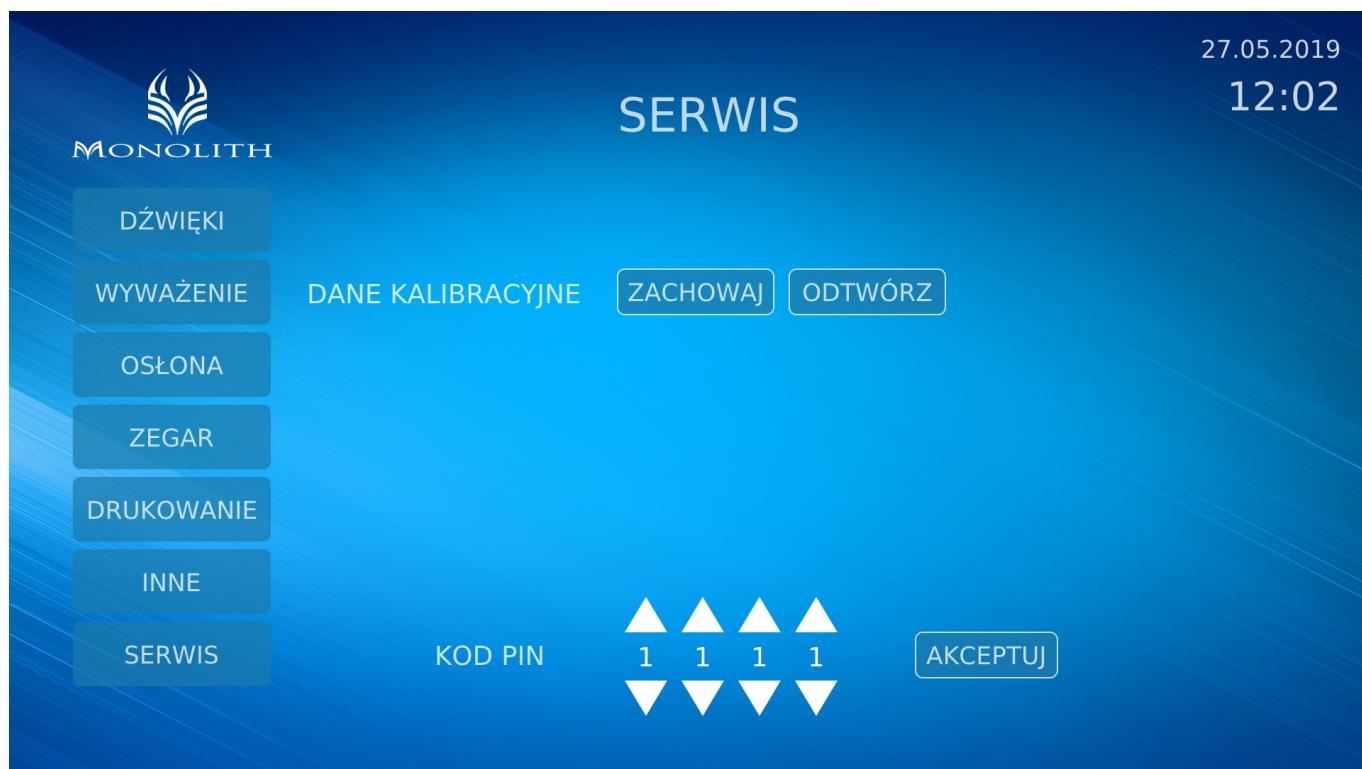 27.05.2019
12:02
MONOLITH
SERWIS
DŹWIĘKI
WYWAŻENIE
DANE KALIBRACYJNE ZACHOWAJ ODTWÓRZ
OSŁONA
ZEGAR
DRUKOWANIE
INNE
SERWIS
KOD PIN 1 1 1 1 AKCEPTUJ